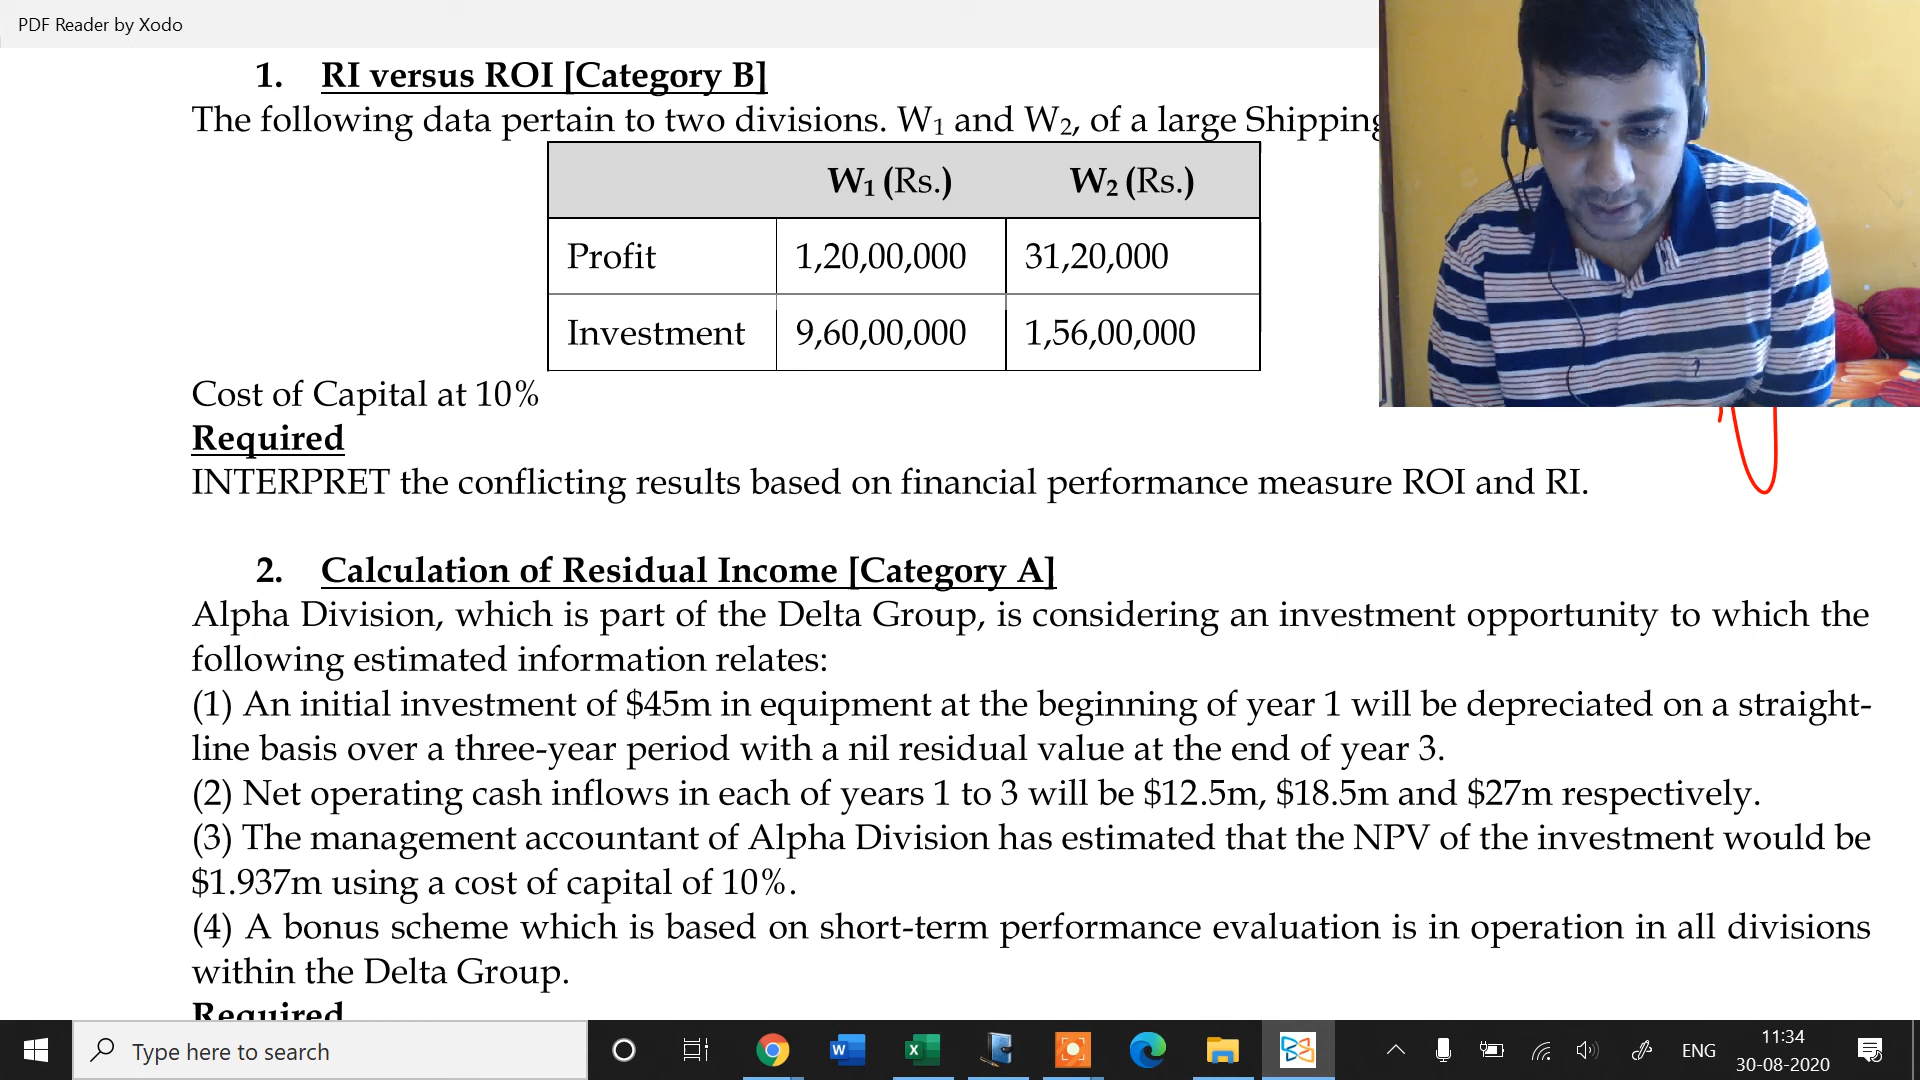 PDF Reader by Xodo
1. RI versus ROI [Category B]
The following data pertain to two divisions. W₁ and W₂, of a large Shipping
W₁ (Rs.) W₂ (Rs.)
Profit 1,20,00,000 31,20,000
Investment 9,60,00,000 1,56,00,000
Cost of Capital at 10%
Required
INTERPRET the conflicting results based on financial performance measure ROI and RI.
2. Calculation of Residual Income [Category A]
Alpha Division, which is part of the Delta Group, is considering an investment opportunity to which the
following estimated information relates:
(1) An initial investment of $45m in equipment at the beginning of year 1 will be depreciated on a straight-
line basis over a three-year period with a nil residual value at the end of year 3.
(2) Net operating cash inflows in each of years 1 to 3 will be $12.5m, $18.5m and $27m respectively.
(3) The management accountant of Alpha Division has estimated that the NPV of the investment would be
$1.937m using a cost of capital of 10%.
(4) A bonus scheme which is based on short-term performance evaluation is in operation in all divisions
within the Delta Group.
Required
Type here to search
ENG
11:34
30-08-2020